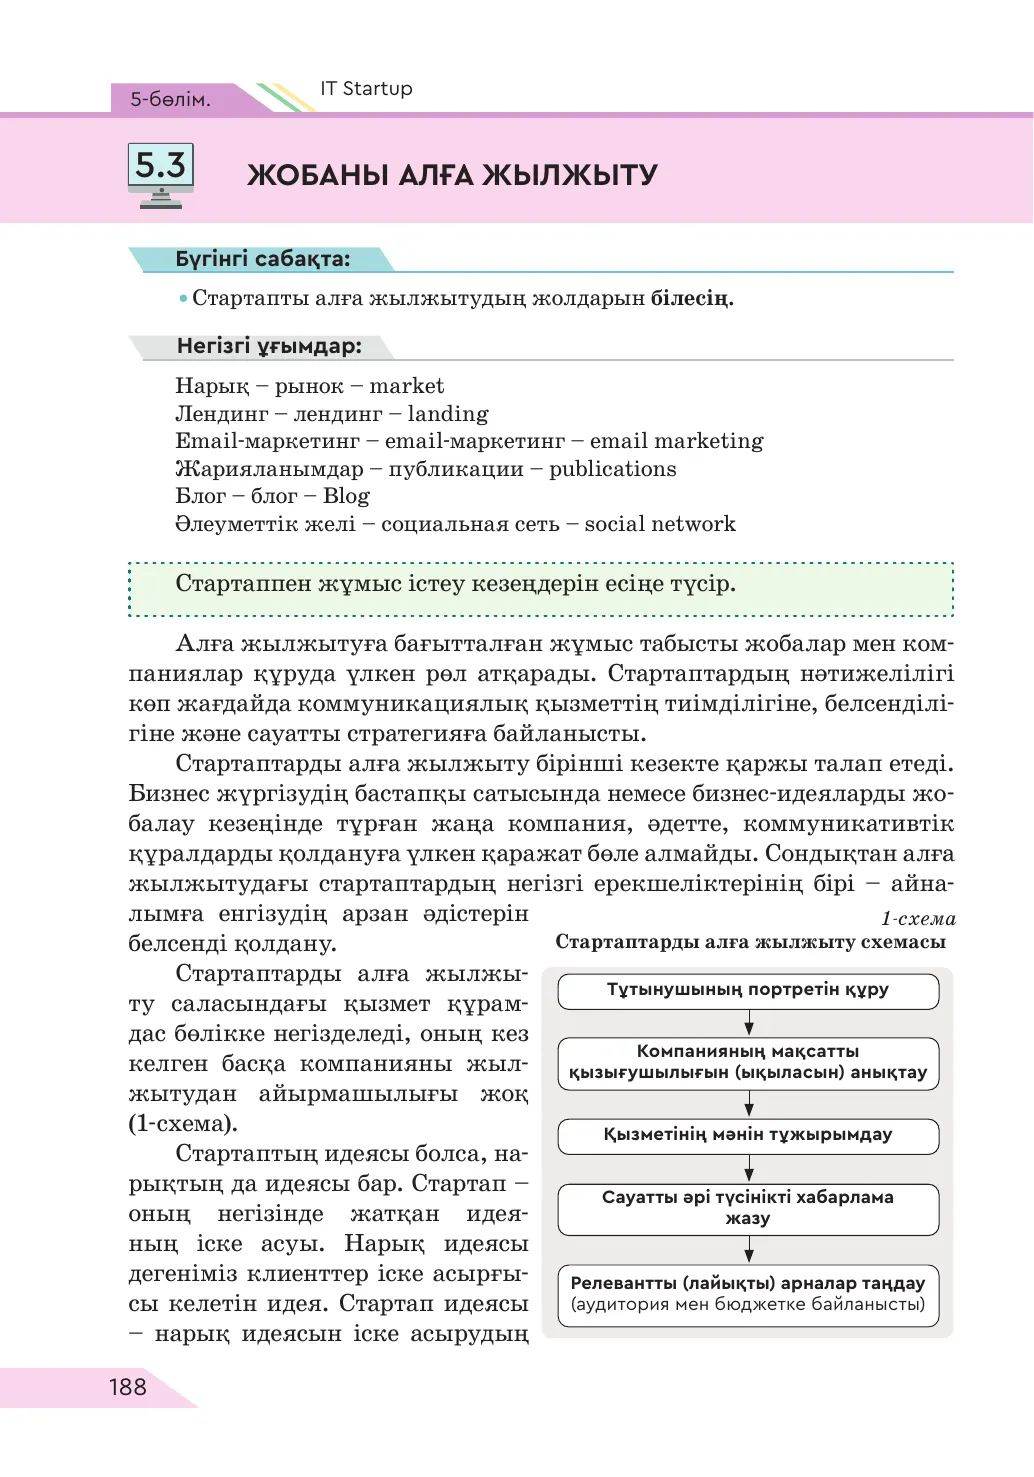 5-бөлім.
IT Startup
5.3
ЖОБАНЫ АЛҒА ЖЫЛЖЫТУ
Бүгінгі сабақта:
• Стартапты алға жылжытудың жолдарын білесің.
Негізгі ұғымдар:
Нарық – рынок – market
Лендинг – лендинг – landing
Email-маркетинг – email-маркетинг – email marketing
Жарияланымдар – публикации – publications
Блог – блог – Blog
Әлеуметтік желі – социальная сеть – social network
Стартаппен жұмыс істеу кезеңдерін есіңе түсір.
Алға жылжытуға бағытталған жұмыс табысты жобалар мен ком-
паниялар құруда үлкен рөл атқарады. Стартаптардың нәтижелілігі
көп жағдайда коммуникациялық қызметтің тиімділігіне, белсенділі-
гіне және сауатты стратегияға байланысты.
Стартаптарды алға жылжыту бірінші кезекте қаржы талап етеді.
Бизнес жүргізудің бастапқы сатысында немесе бизнес-идеяларды жо-
балау кезеңінде тұрған жаңа компания, әдетте, коммуникативтік
құралдарды қолдануға үлкен қаражат бөле алмайды. Сондықтан алға
жылжытудағы стартаптардың негізгі ерекшеліктерінің бірі – айна-
лымға енгізудің арзан әдістерін
белсенді қолдану.
Стартаптарды алға жылжы-
ту саласындағы қызмет құрам-
дас бөлікке негізделеді, оның кез
келген басқа компанияны жыл-
жытудан айырмашылығы жоқ
(1-схема).
Стартаптың идеясы болса, на-
рықтың да идеясы бар. Стартап –
оның негізінде жатқан идея-
ның іске асуы. Нарық идеясы
дегеніміз клиенттер іске асырғы-
сы келетін идея. Стартап идеясы
– нарық идеясын іске асырудың
1-схема
Стартаптарды алға жылжыту схемасы
Тұтынушының портретін құру
Компанияның мақсатты
қызығушылығын (ықыласын) анықтау
Қызметінің мәнін тұжырымдау
Сауатты әрі түсінікті хабарлама
жазу
Релевантты (лайықты) арналар таңдау
(аудитория мен бюджетке байланысты)
188